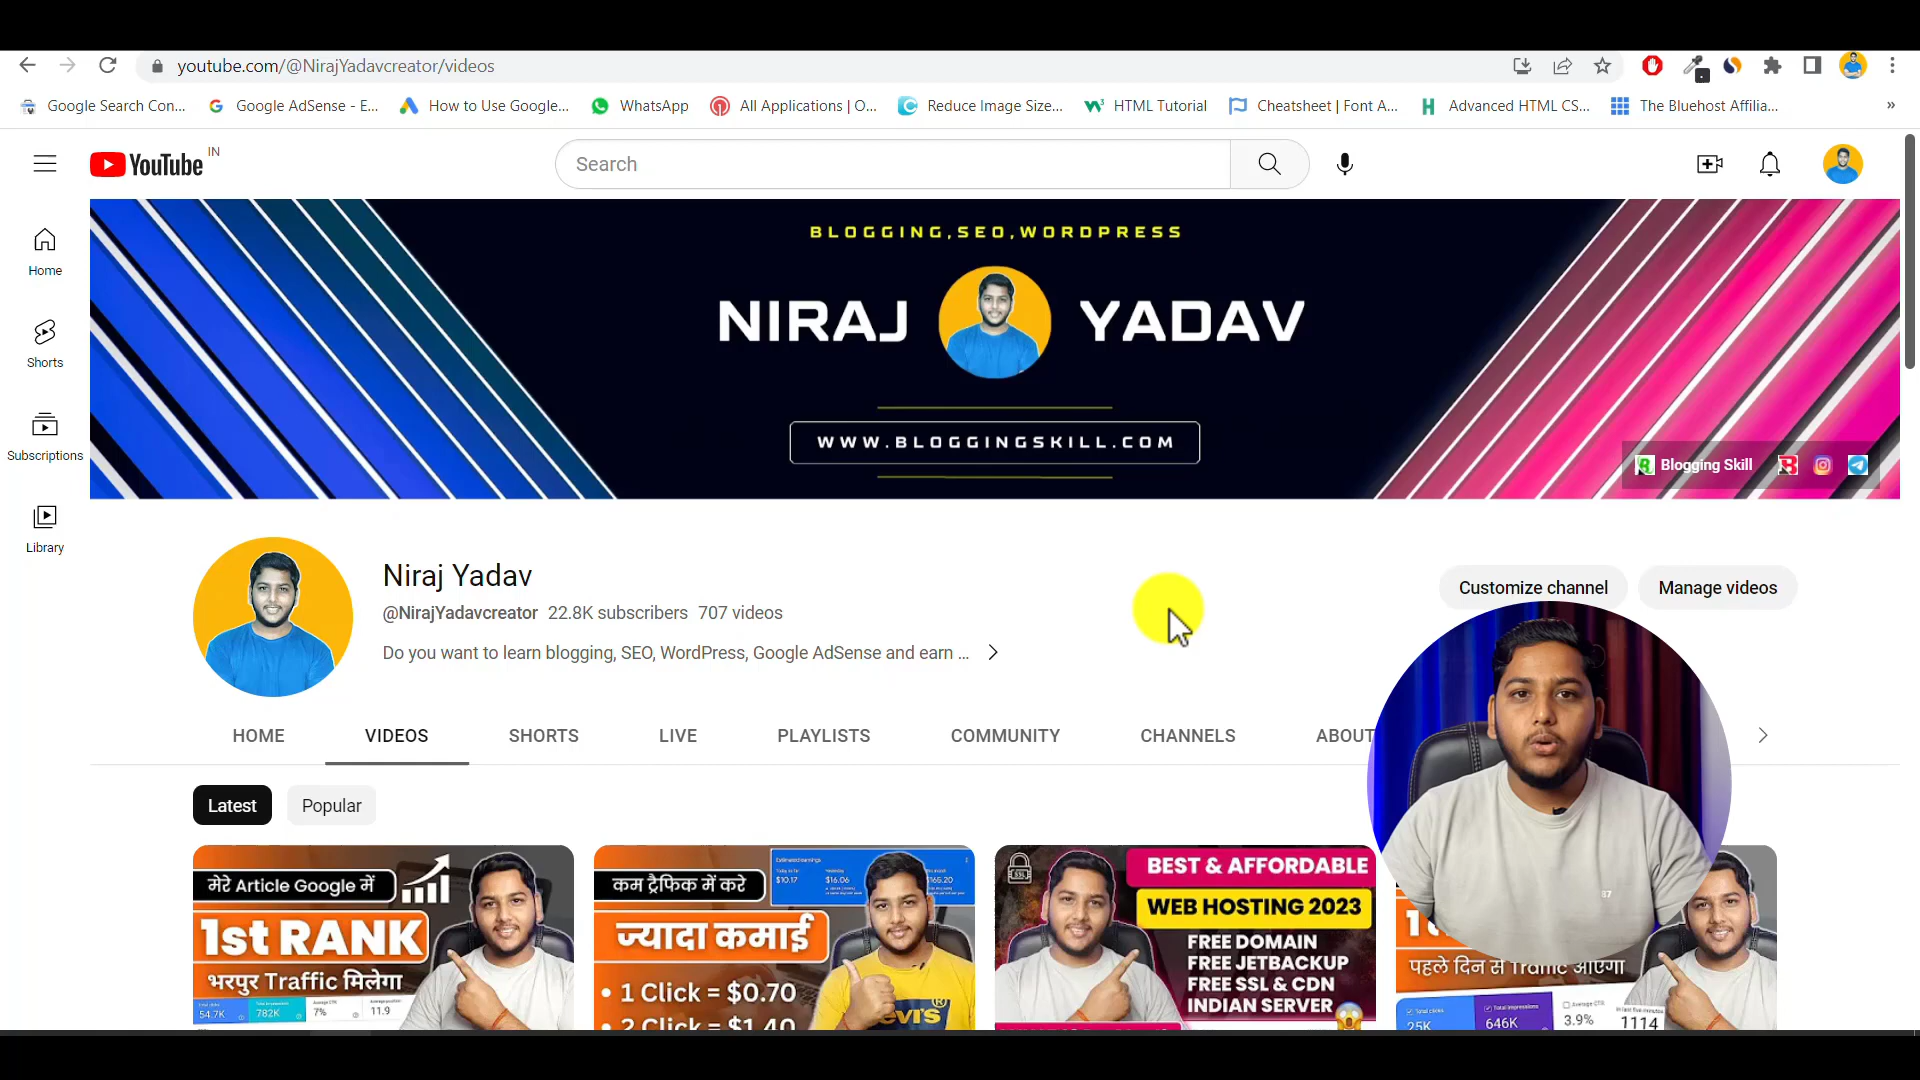 youtube.com/@NirajYadavcreator/videos
Google Search Con... Google AdSense - E... How to Use Google... WhatsApp All Applications | O... Reduce Image Size... HTML Tutorial Cheatsheet | Font A... Advanced HTML CS... The Bluehost Affilia... »
YouTube IN
Search
Home
Shorts
Subscriptions
Library
BLOGGING,SEO,WORDPRESS
NIRAJ YADAV
WWW.BLOGGINGSKILL.COM
Blogging Skill
Niraj Yadav
@NirajYadavcreator 22.8K subscribers 707 videos
Do you want to learn blogging, SEO, WordPress, Google AdSense and earn ...
Customize channel Manage videos
HOME VIDEOS SHORTS LIVE PLAYLISTS COMMUNITY CHANNELS ABOUT
Latest Popular
मेरे Article Google में
1st RANK
भरपुर Traffic मिलेगा
54.7K 782K 7% 11.9
कम ट्रैफिक में करे
$10.17 $16.06
ज्यादा कमाई
• 1 Click = $0.70
• 2 Click = $1.40
BEST & AFFORDABLE
WEB HOSTING 2023
FREE DOMAIN
FREE JETBACKUP
FREE SSL & CDN
INDIAN SERVER
पहले दिन से Traffic आएगा
25K 646K 3.9% 1114